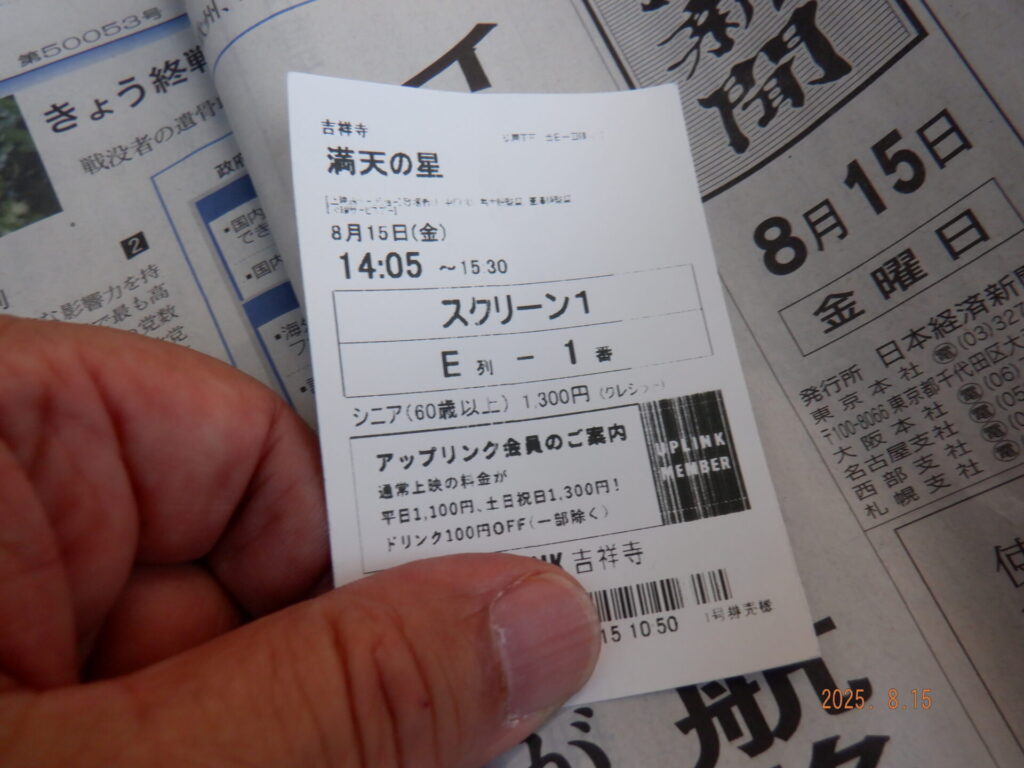 第50053号
きょう終戦
戦没者の遺骨
政府
・国内
でき
・国内
・海外
2
な影響力を持
で最も高
党数
聞
8月15日
金曜日
日本経済新聞
発行所
東京本社
(03)327
〒100-8066 東京都千代田区大
大阪本社
(06)
名古屋支社
西部支社
札幌支社
吉祥寺
満天の星
8月15日(金)
14:05 ～15:30
スクリーン1
E 列 － 1 番
シニア(60歳以上) 1,300円
アップリンク会員のご案内
通常上映の料金が
平日1,100円、土日祝日1,300円！
ドリンク100円OFF(一部除く)
UPLINK
MEMBER
NK 吉祥寺
15 10:50
1号券売機
が
航
2025. 8.15